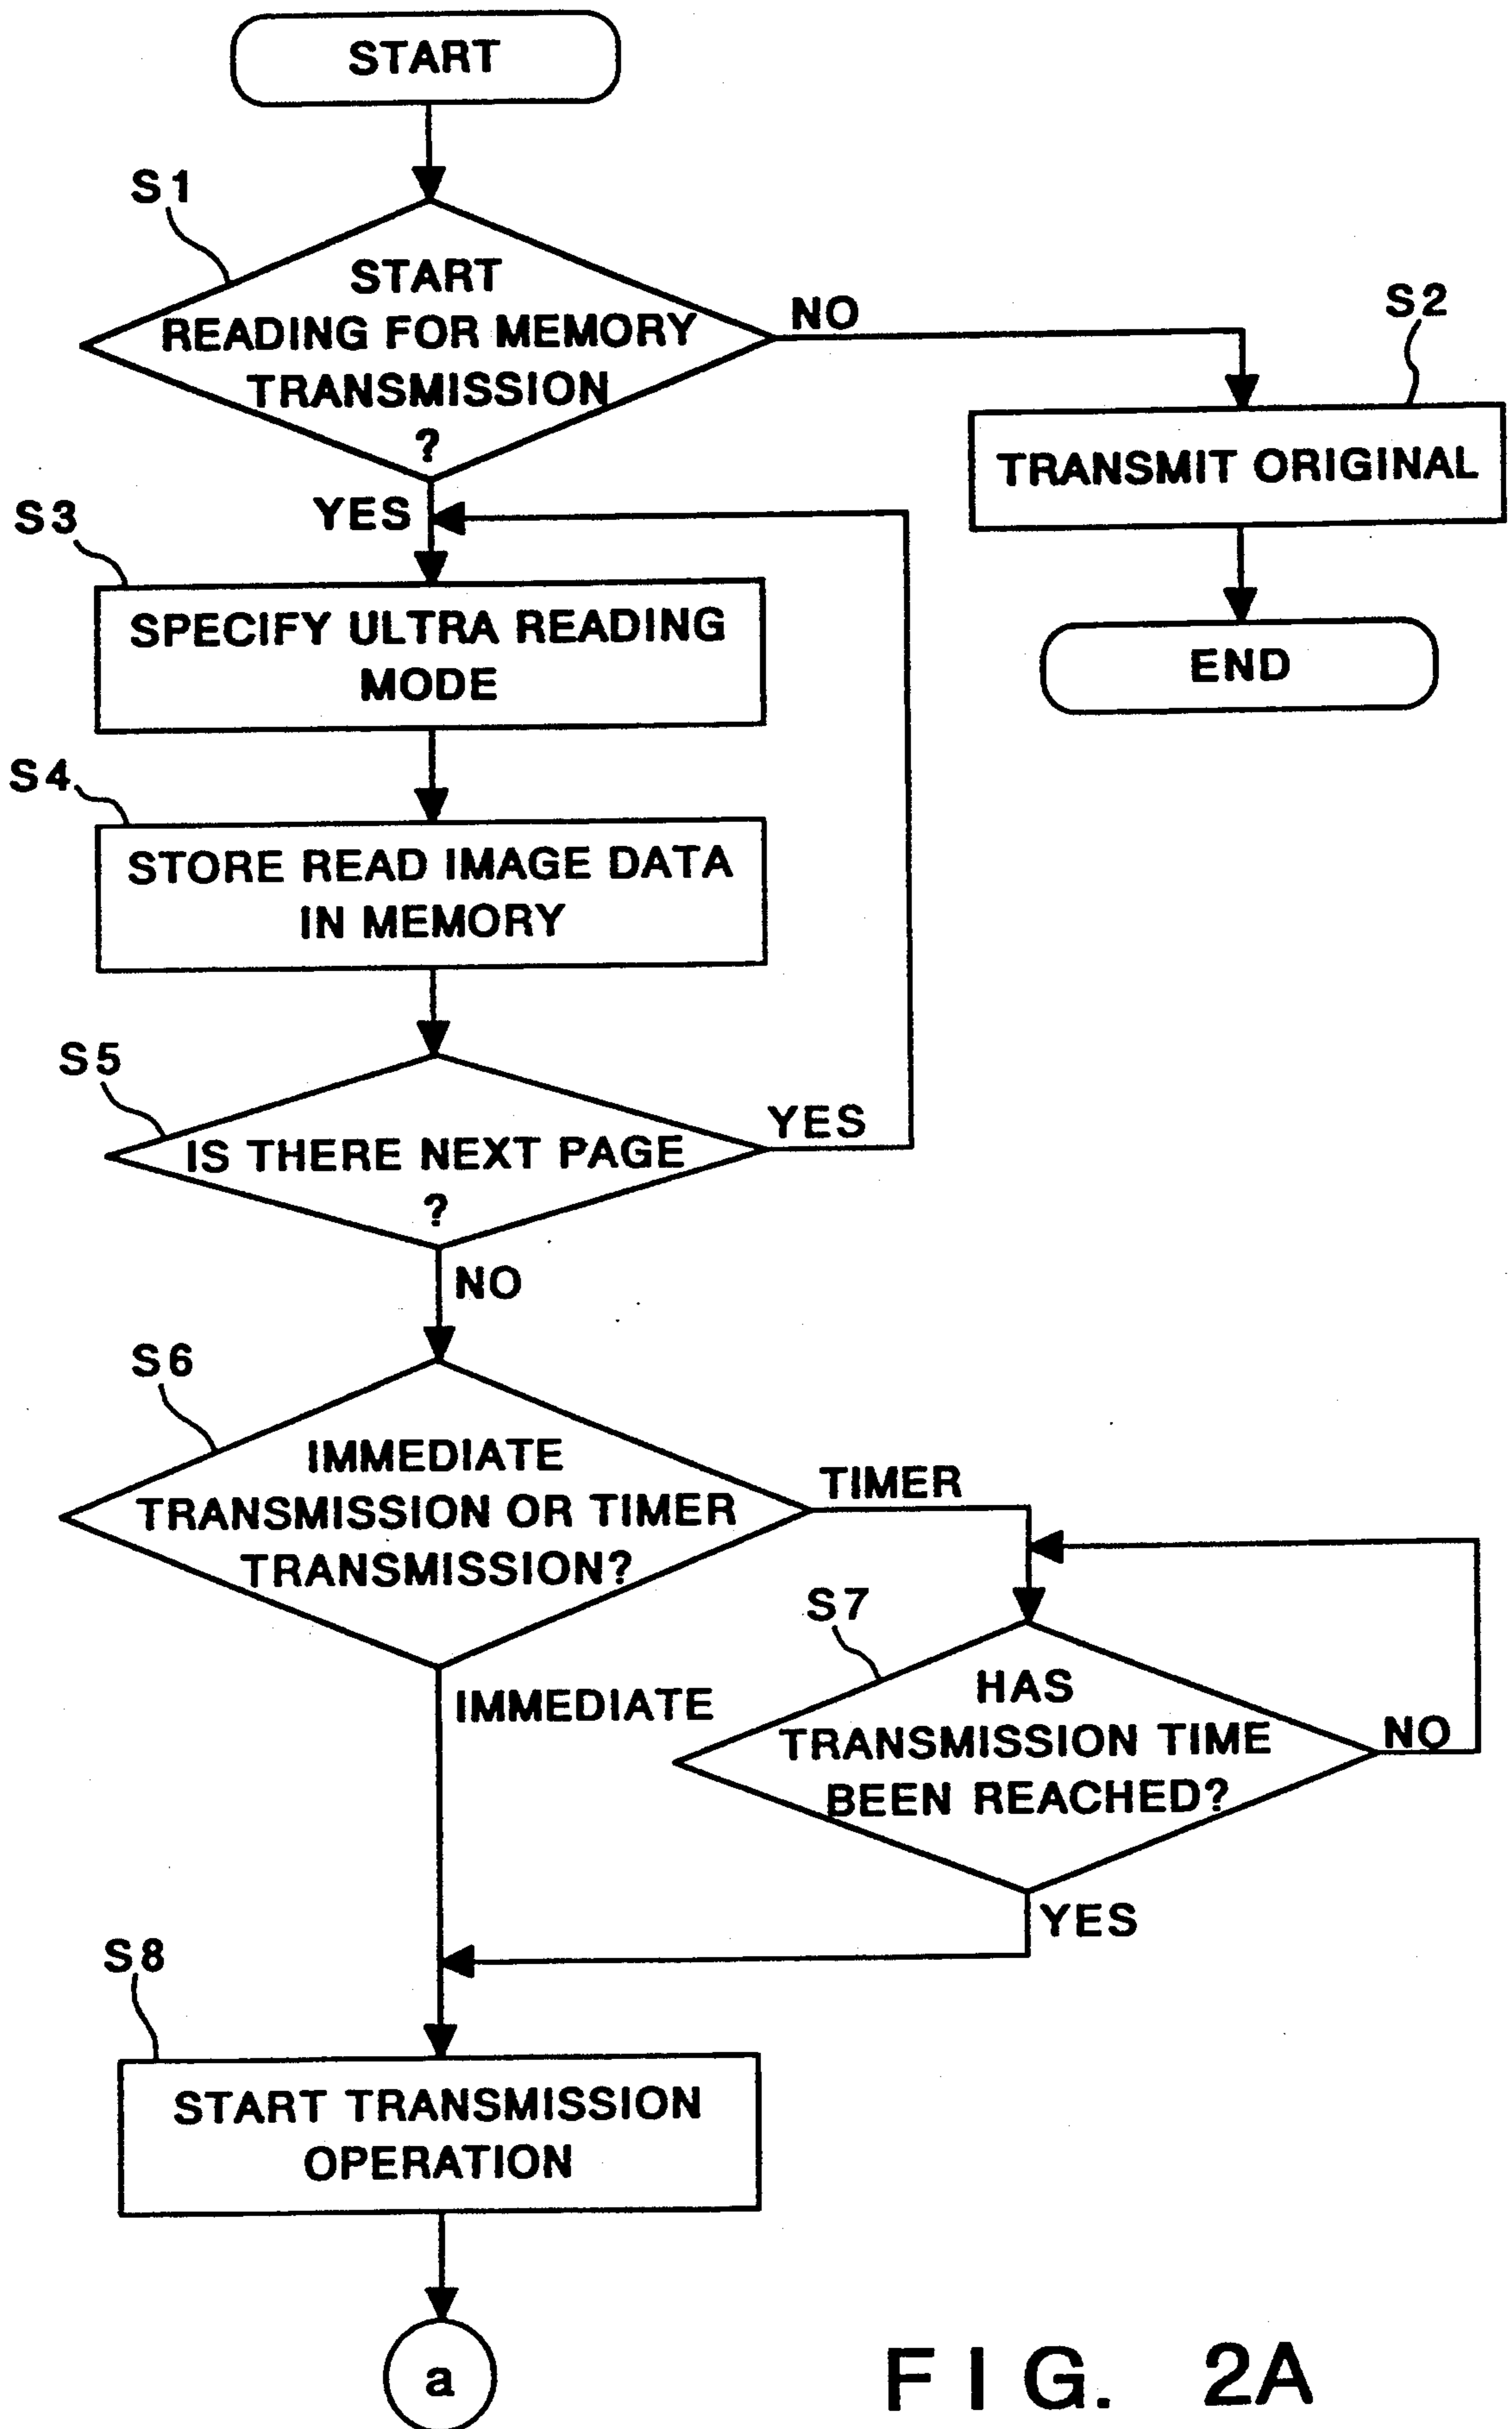 START
S1
START
READING FOR MEMORY
TRANSMISSION
?
NO
S2
TRANSMIT ORIGINAL
END
YES
S3
SPECIFY ULTRA READING
MODE
S4
STORE READ IMAGE DATA
IN MEMORY
S5
IS THERE NEXT PAGE
?
YES
NO
S6
IMMEDIATE
TRANSMISSION OR TIMER
TRANSMISSION?
TIMER
IMMEDIATE
S7
HAS
TRANSMISSION TIME
BEEN REACHED?
NO
YES
S8
START TRANSMISSION
OPERATION
a
FIG. 2A